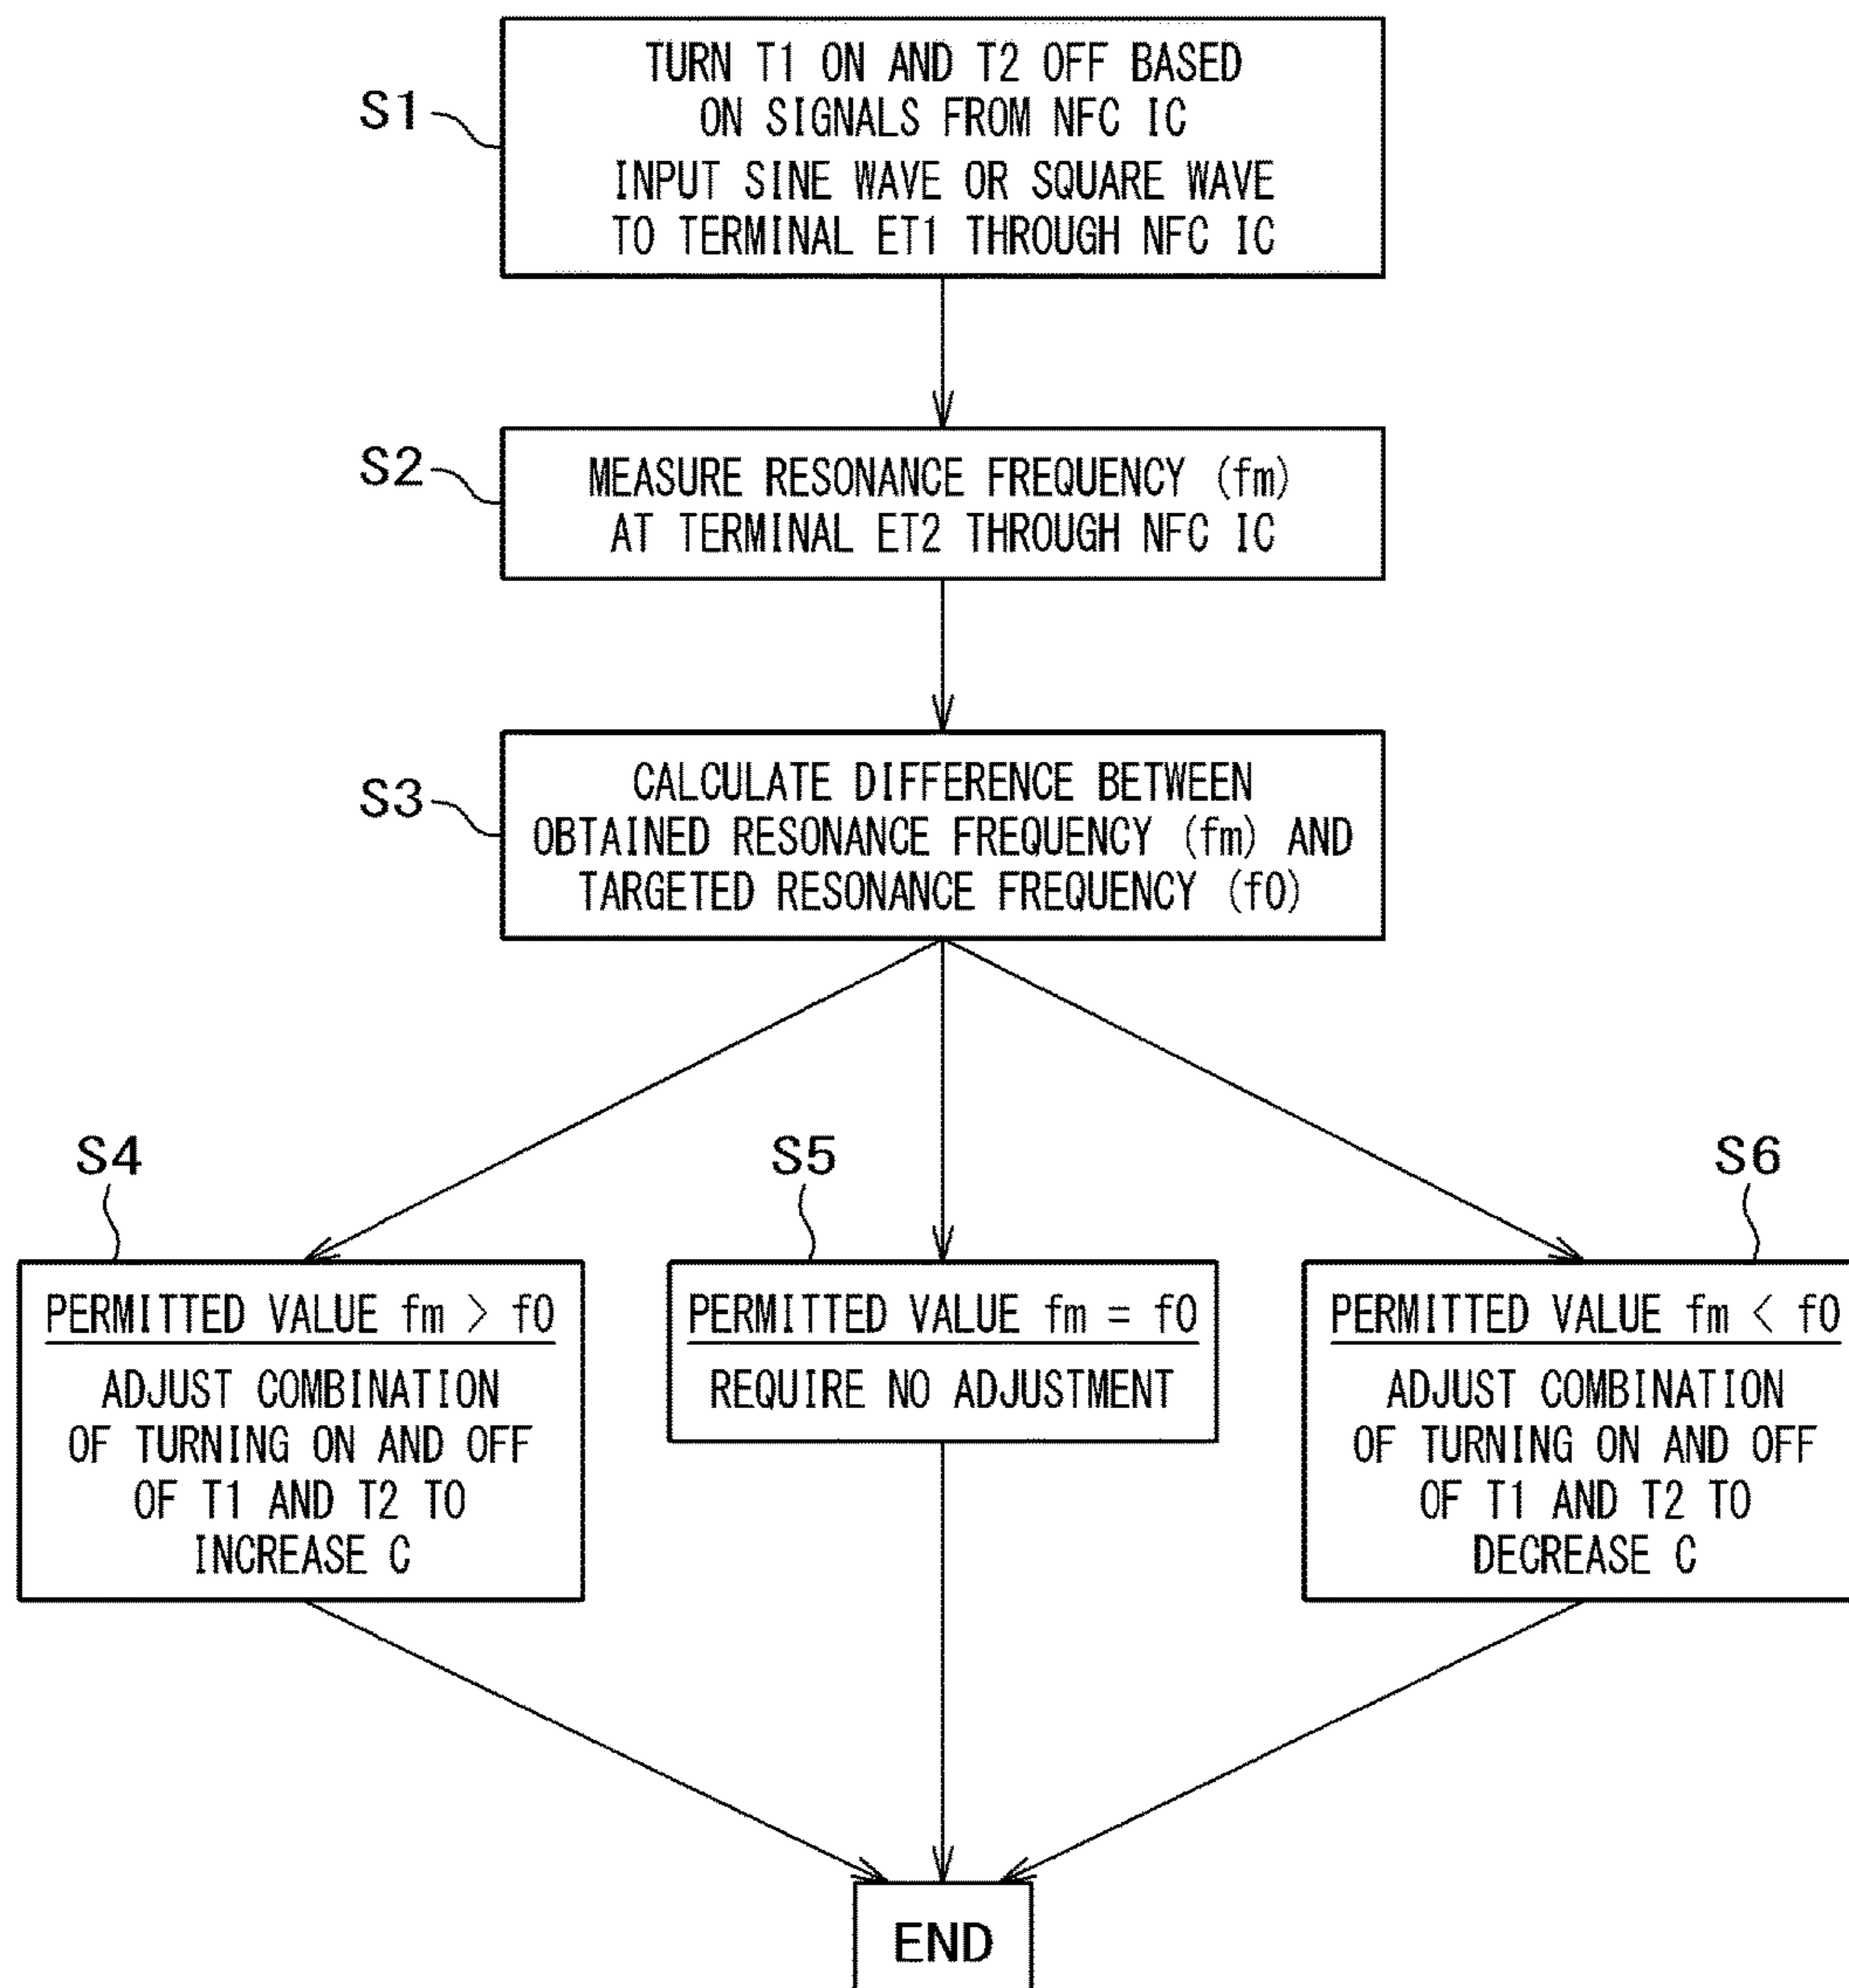 S1
TURN T1 ON AND T2 OFF BASED
ON SIGNALS FROM NFC IC
INPUT SINE WAVE OR SQUARE WAVE
TO TERMINAL ET1 THROUGH NFC IC
S2
MEASURE RESONANCE FREQUENCY (fm)
AT TERMINAL ET2 THROUGH NFC IC
S3
CALCULATE DIFFERENCE BETWEEN
OBTAINED RESONANCE FREQUENCY (fm) AND
TARGETED RESONANCE FREQUENCY (f0)
S4
PERMITTED VALUE fm > f0
ADJUST COMBINATION
OF TURNING ON AND OFF
OF T1 AND T2 TO
INCREASE C
S5
PERMITTED VALUE fm = f0
REQUIRE NO ADJUSTMENT
S6
PERMITTED VALUE fm < f0
ADJUST COMBINATION
OF TURNING ON AND OFF
OF T1 AND T2 TO
DECREASE C
END